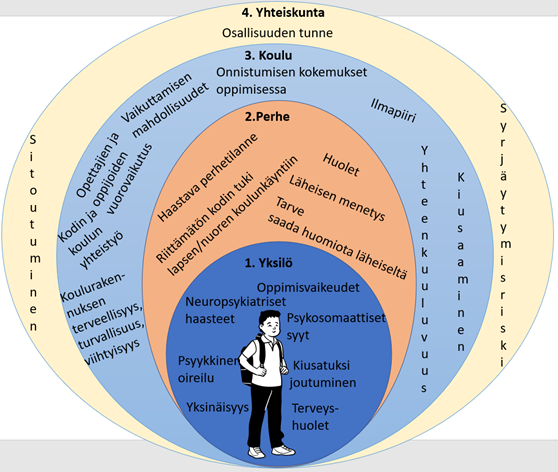 4. Yhteiskunta
Osallisuuden tunne
Sitoutuminen
Syrjäytymisriski
3. Koulu
Onnistumisen kokemukset
oppimisessa
Vaikuttamisen
mahdollisuudet
Ilmapiiri
Opettajien ja
oppijoiden
vuorovaikutus
Kodin ja
koulun
yhteistyö
Kouluraken-
nuksen
terveellisyys,
turvallisuus,
viihtyisyys
Yhteenkuuluvuus
Kiusaaminen
2.Perhe
Haastava perhetilanne
Riittämätön kodin tuki
lapsen/nuoren koulunkäyntiin
Huolet
Läheisen menetys
Tarve
saada huomiota läheiseltä
1. Yksilö
Oppimisvaikeudet
Neuropsykiatriset
haasteet
Psykosomaattiset
syyt
Psyykkinen
oireilu
Kiusatuksi
joutuminen
Yksinäisyys
Terveys-
huolet